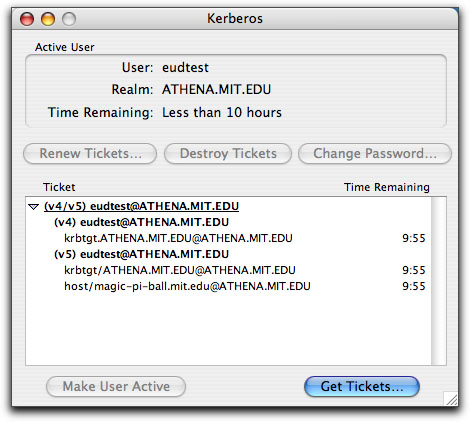 Kerberos
Active User
User: eudtest
Realm: ATHENA.MIT.EDU
Time Remaining: Less than 10 hours
Renew Tickets... Destroy Tickets Change Password...
Ticket Time Remaining
(v4/v5) eudtest@ATHENA.MIT.EDU
(v4) eudtest@ATHENA.MIT.EDU
krbtgt.ATHENA.MIT.EDU@ATHENA.MIT.EDU 9:55
(v5) eudtest@ATHENA.MIT.EDU
krbtgt/ATHENA.MIT.EDU@ATHENA.MIT.EDU 9:55
host/magic-pi-ball.mit.edu@ATHENA.MIT.EDU 9:55
Make User Active Get Tickets...